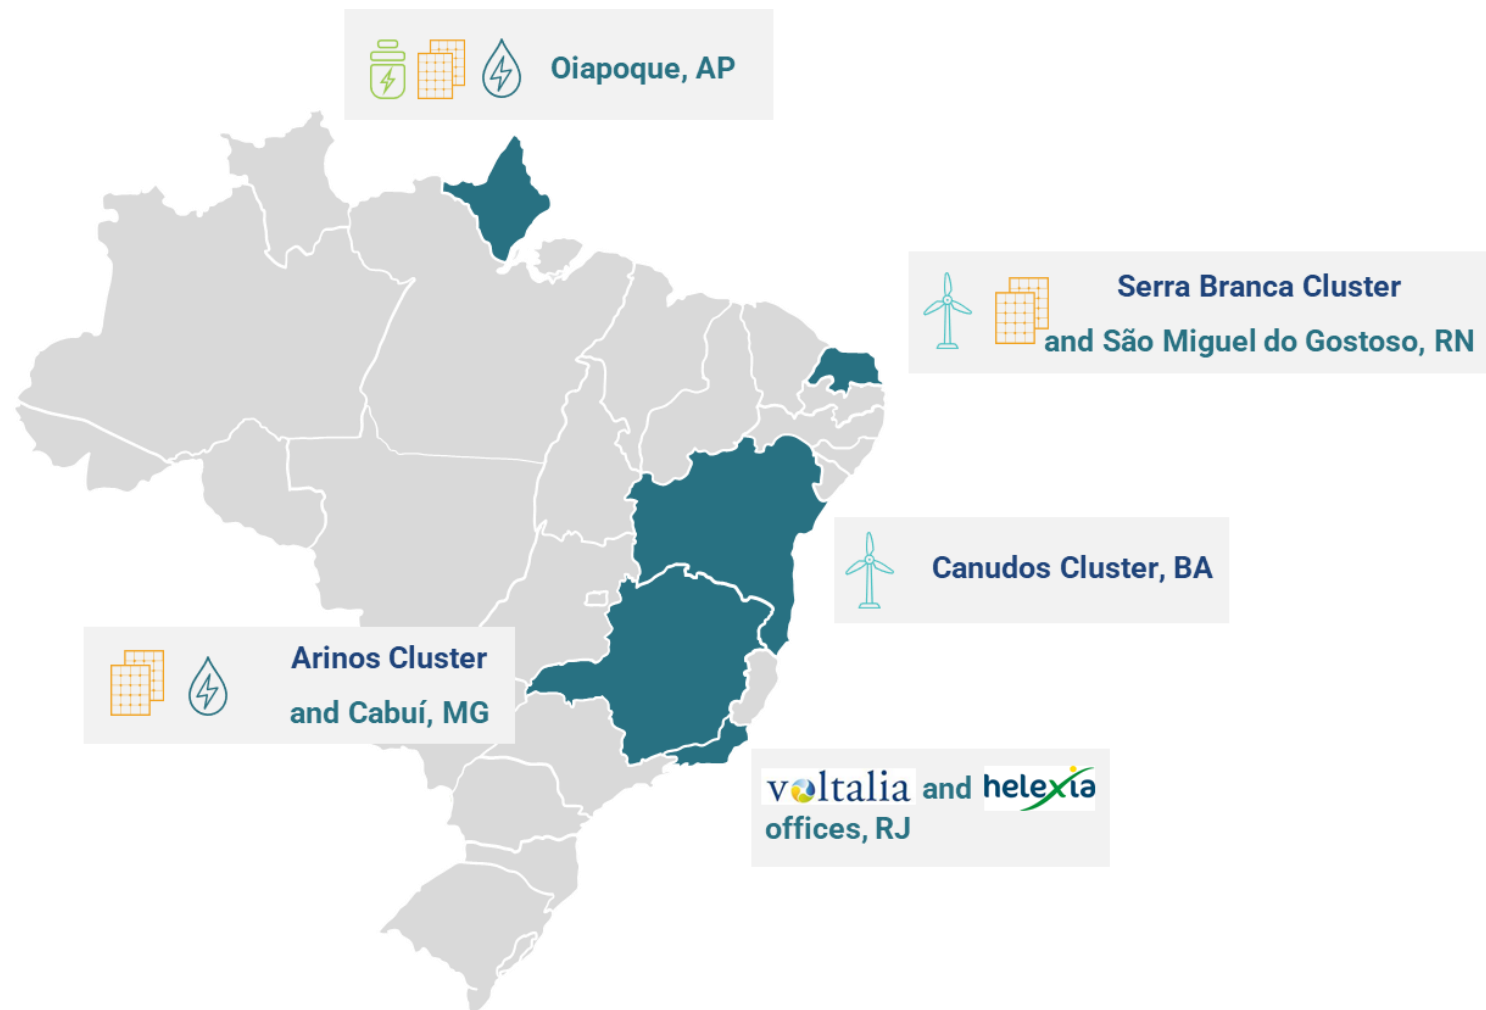 Oiapoque, AP
Serra Branca Cluster
and São Miguel do Gostoso, RN
Canudos Cluster, BA
Arinos Cluster
and Cabuí, MG
voltalia and helexia
offices, RJ